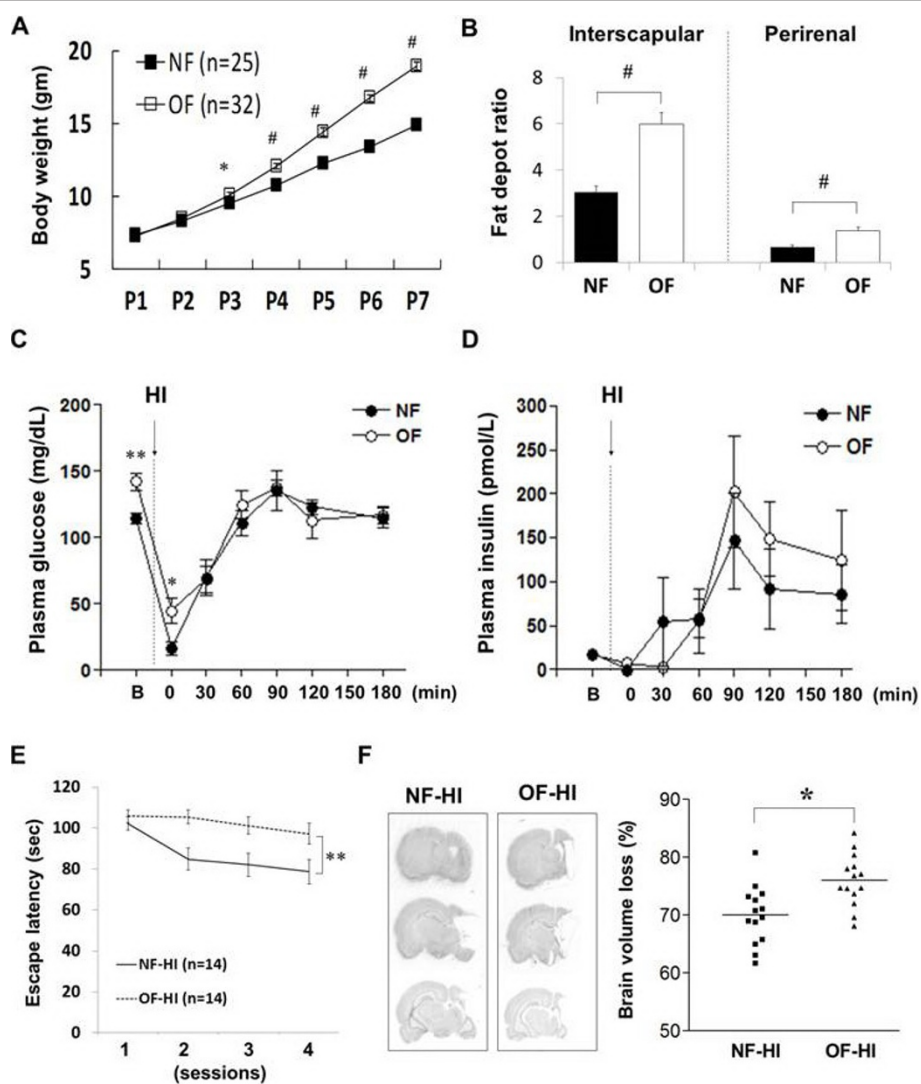 A
Body weight (gm)
20
15
10
5
NF (n=25)
OF (n=32)
*
#
#
#
#
P1 P2 P3 P4 P5 P6 P7
B
Interscapular Perirenal
Fat depot ratio
8
6
4
2
0
#
#
NF OF NF OF
C
HI
Plasma glucose (mg/dL)
200
150
100
50
0
NF
OF
**
*
B 0 30 60 90 120 150 180 (min)
D
HI
Plasma insulin (pmol/L)
300
250
200
150
100
50
0
NF
OF
B 0 30 60 90 120 150 180 (min)
E
Escape latency (sec)
120
100
80
60
40
20
0
**
NF-HI (n=14)
OF-HI (n=14)
1 2 3 4
(sessions)
F
NF-HI OF-HI
Brain volume loss (%)
90
80
70
60
50
*
NF-HI OF-HI